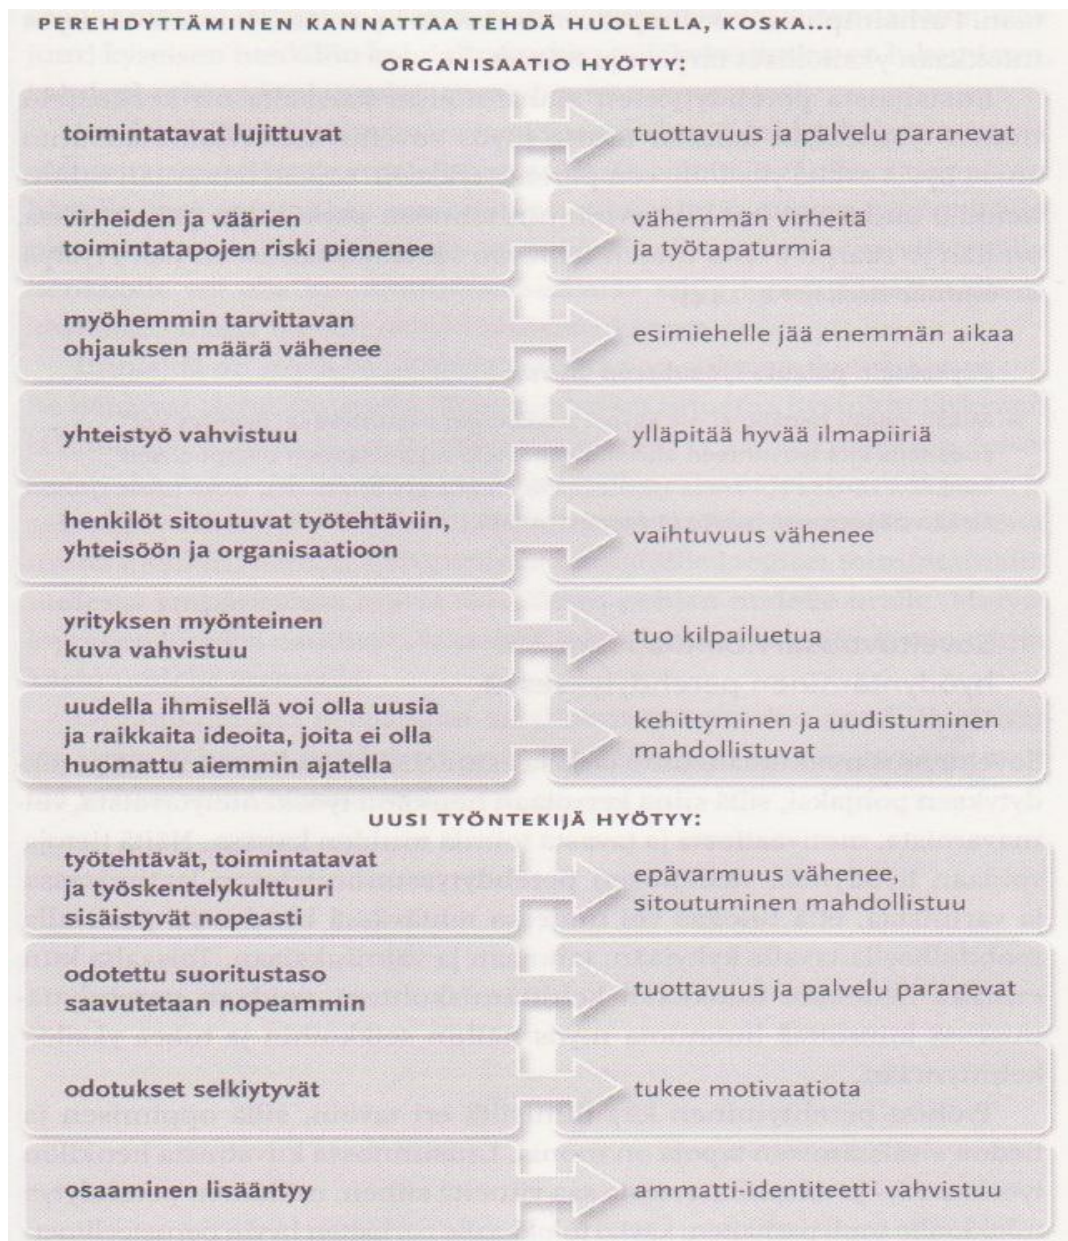 PEREHDYTTÄMINEN KANNATTAA TEHDÄ HUOLELLA, KOSKA...
ORGANISAATIO HYÖTYY:
toimintatavat lujittuvat
tuottavuus ja palvelu paranevat
virheiden ja väärien
toimintatapojen riski pienenee
vähemmän virheitä
ja työtapaturmia
myöhemmin tarvittavan
ohjauksen määrä vähenee
esimiehelle jää enemmän aikaa
yhteistyö vahvistuu
ylläpitää hyvää ilmapiiriä
henkilöt sitoutuvat työtehtäviin,
yhteisöön ja organisaatioon
vaihtuvuus vähenee
yrityksen myönteinen
kuva vahvistuu
tuo kilpailuetua
uudella ihmisellä voi olla uusia
ja raikkaita ideoita, joita ei olla
huomattu aiemmin ajatella
kehittyminen ja uudistuminen
mahdollistuvat
UUSI TYÖNTEKIJÄ HYÖTYY:
työtehtävät, toimintatavat
ja työskentelykulttuuri
sisäistyvät nopeasti
epävarmuus vähenee,
sitoutuminen mahdollistuu
odotettu suoritustaso
saavutetaan nopeammin
tuottavuus ja palvelu paranevat
odotukset selkiytyvät
tukee motivaatiota
osaaminen lisääntyy
ammatti-identiteetti vahvistuu